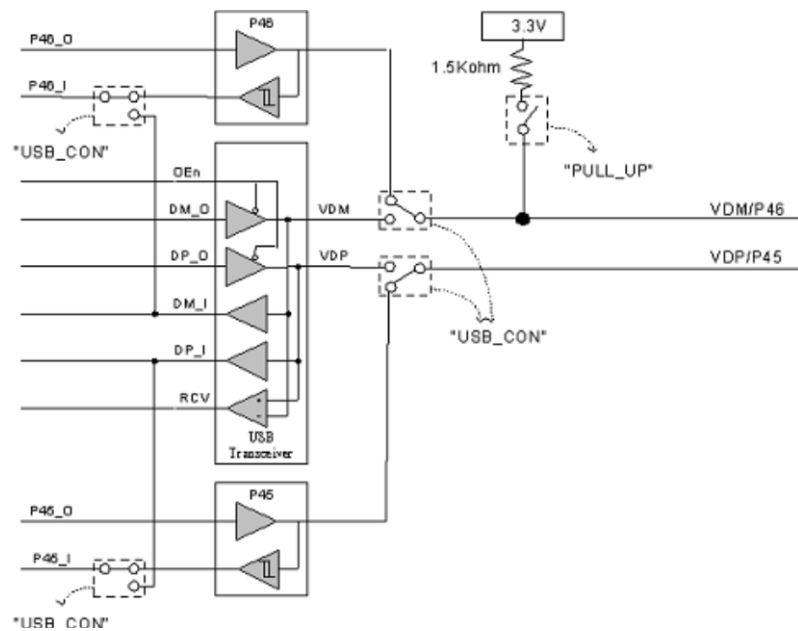 P46
3.3V
P46_O
1.5Kohm
P46_I
"USB_CON"
"PULL_UP"
OEn
DM_O
VDM
VDM/P46
DP_O
VDP
VDP/P45
DM_I
"USB_CON"
DP_I
RCV
USB
Transceiver
P45
P45_O
P45_I
"USB_CON"